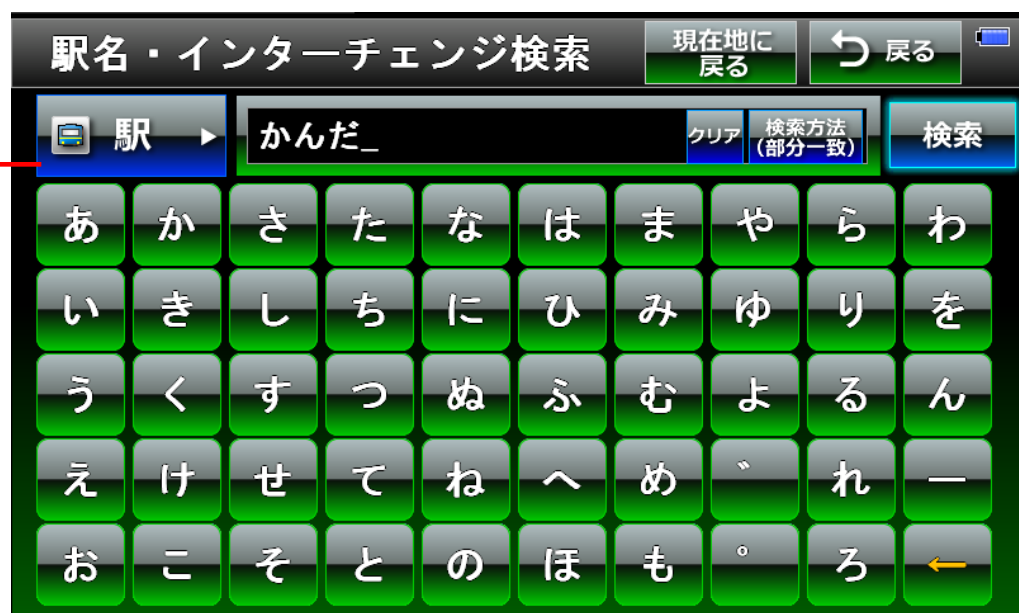 駅名・インターチェンジ検索
現在地に
戻る
戻る
駅
かんだ_
クリア
検索方法
(部分一致)
検索
あ か さ た な は ま や ら わ
い き し ち に ひ み ゆ り を
う く す つ ぬ ふ む よ る ん
え け せ て ね へ め ゛ れ ー
お こ そ と の ほ も ゜ ろ ←